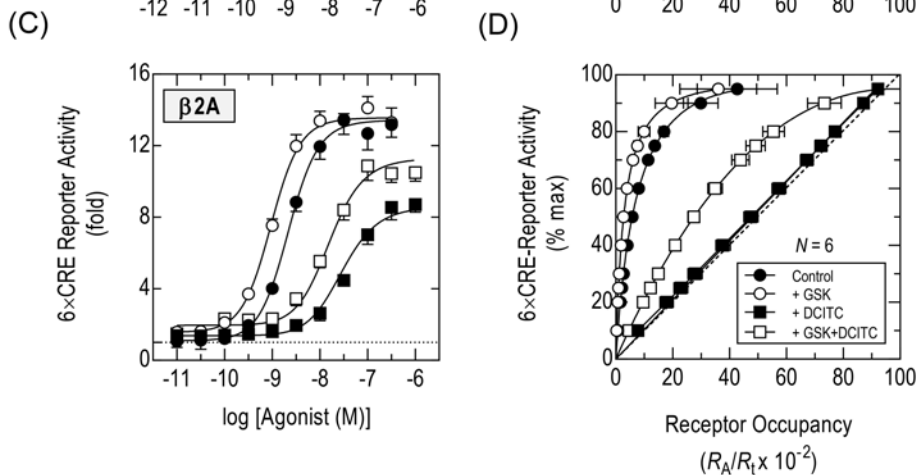 -12 -11 -10 -9 -8 -7 -6
0 20 40 60 80 100
(C)
(D)
16
12
8
4
0
β2A
6×CRE Reporter Activity
(fold)
-11 -10 -9 -8 -7 -6
log [Agonist (M)]
100
80
60
40
20
0
6×CRE-Reporter Activity
(% max)
N = 6
Control
+ GSK
+ DCITC
+ GSK+DCITC
0 20 40 60 80 100
Receptor Occupancy
(RA/Rt x 10-2)